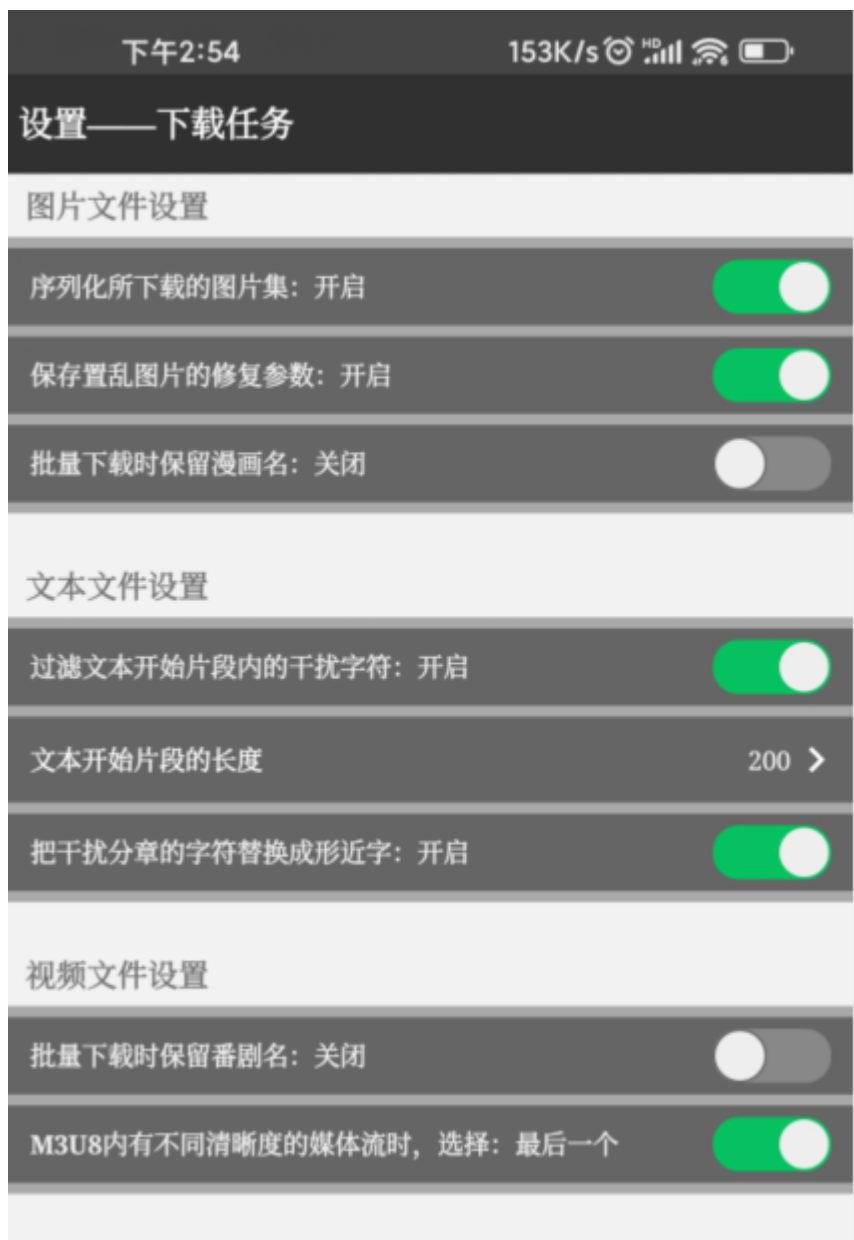 下午2:54 153K/s HD 6
设置——下载任务
图片文件设置
序列化所下载的图片集：开启
保存置乱图片的修复参数：开启
批量下载时保留漫画名：关闭
文本文件设置
过滤文本开始片段内的干扰字符：开启
文本开始片段的长度 200
把干扰分章的字符替换成形近字：开启
视频文件设置
批量下载时保留番剧名：关闭
M3U8内有不同清晰度的媒体流时，选择：最后一个